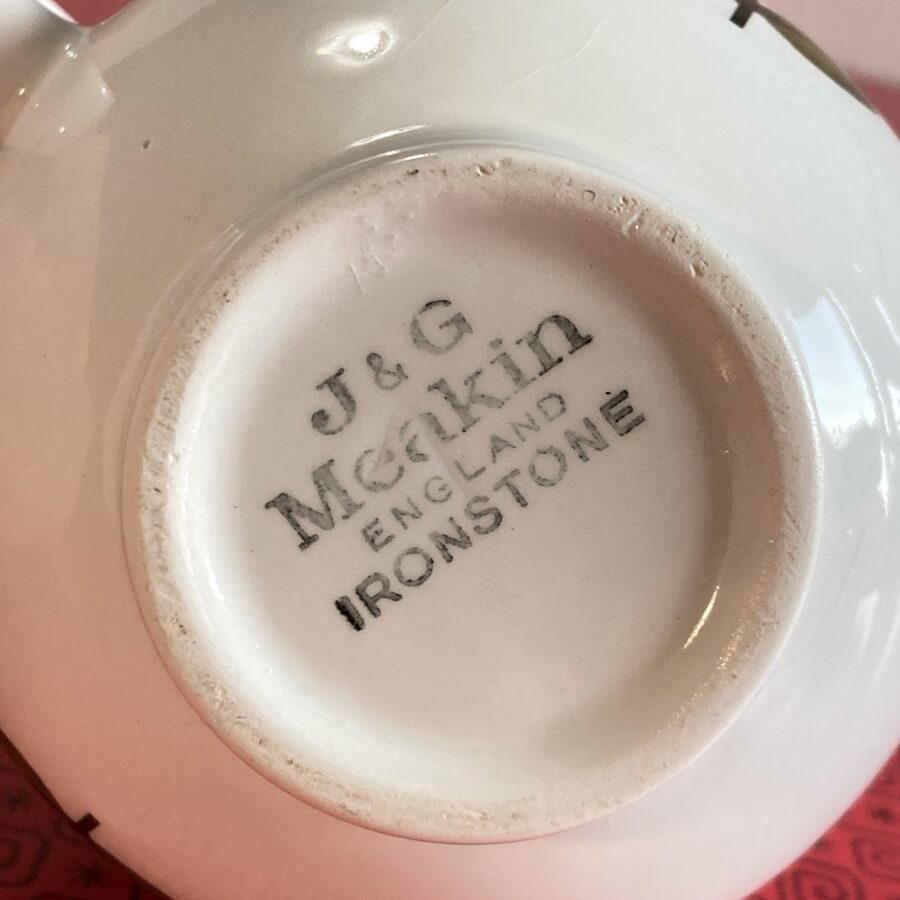 J & G
Meakin
ENGLAND
IRONSTONE